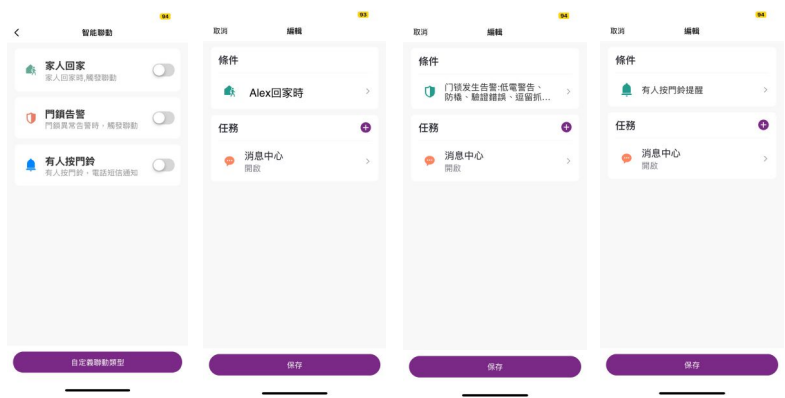 94
智能聯動
家人回家
家人回家時,觸發聯動
門鎖告警
門鎖異常告警時，觸發聯動
有人按門鈴
有人按門鈴，電話短信通知
自定義聯動類型
93
取消
編輯
條件
Alex回家時
任務
消息中心
開啟
保存
94
取消
編輯
條件
门锁发生告警:低電警告、
防橇、驗證錯誤、逗留抓...
任務
消息中心
開啟
保存
94
取消
編輯
條件
有人按門鈴提醒
任務
消息中心
開啟
保存